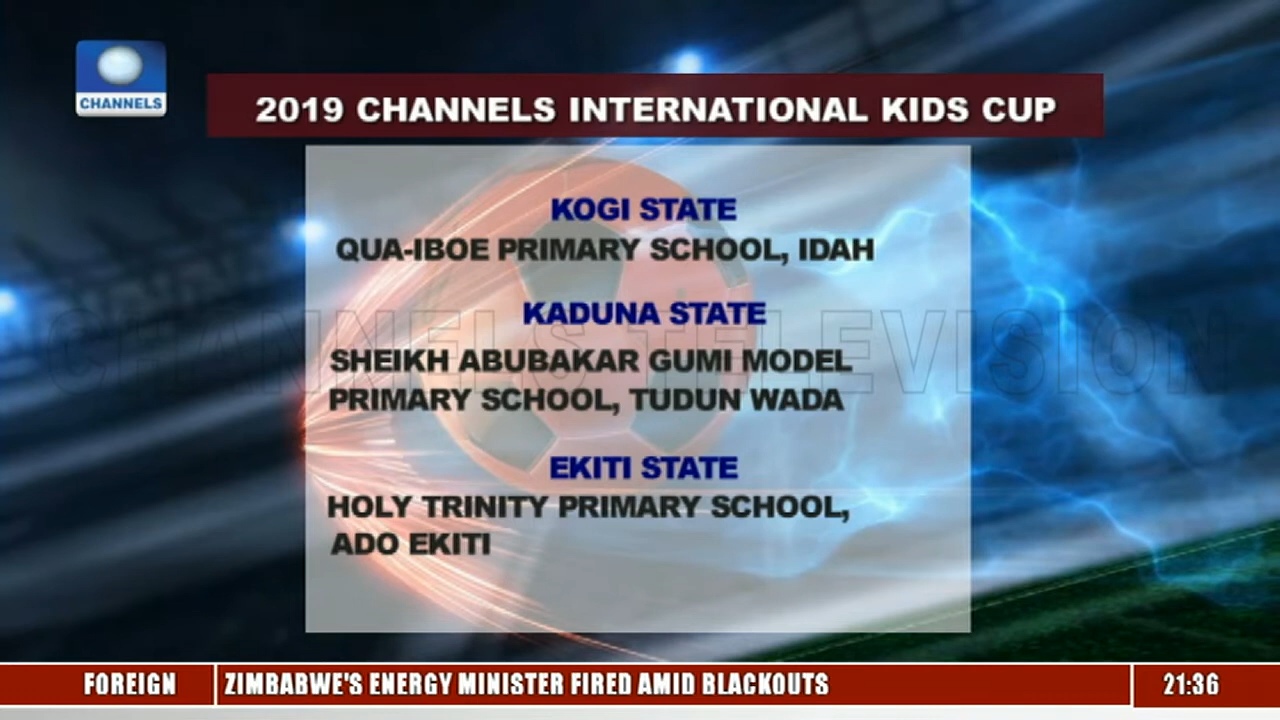 CHANNELS
2019 CHANNELS INTERNATIONAL KIDS CUP
KOGI STATE
QUA-IBOE PRIMARY SCHOOL, IDAH
KADUNA STATE
CHANNELS TELEVISION
SHEIKH ABUBAKAR GUMI MODEL
PRIMARY SCHOOL, TUDUN WADA
EKITI STATE
HOLY TRINITY PRIMARY SCHOOL,
ADO EKITI
FOREIGN ZIMBABWE'S ENERGY MINISTER FIRED AMID BLACKOUTS 21:36